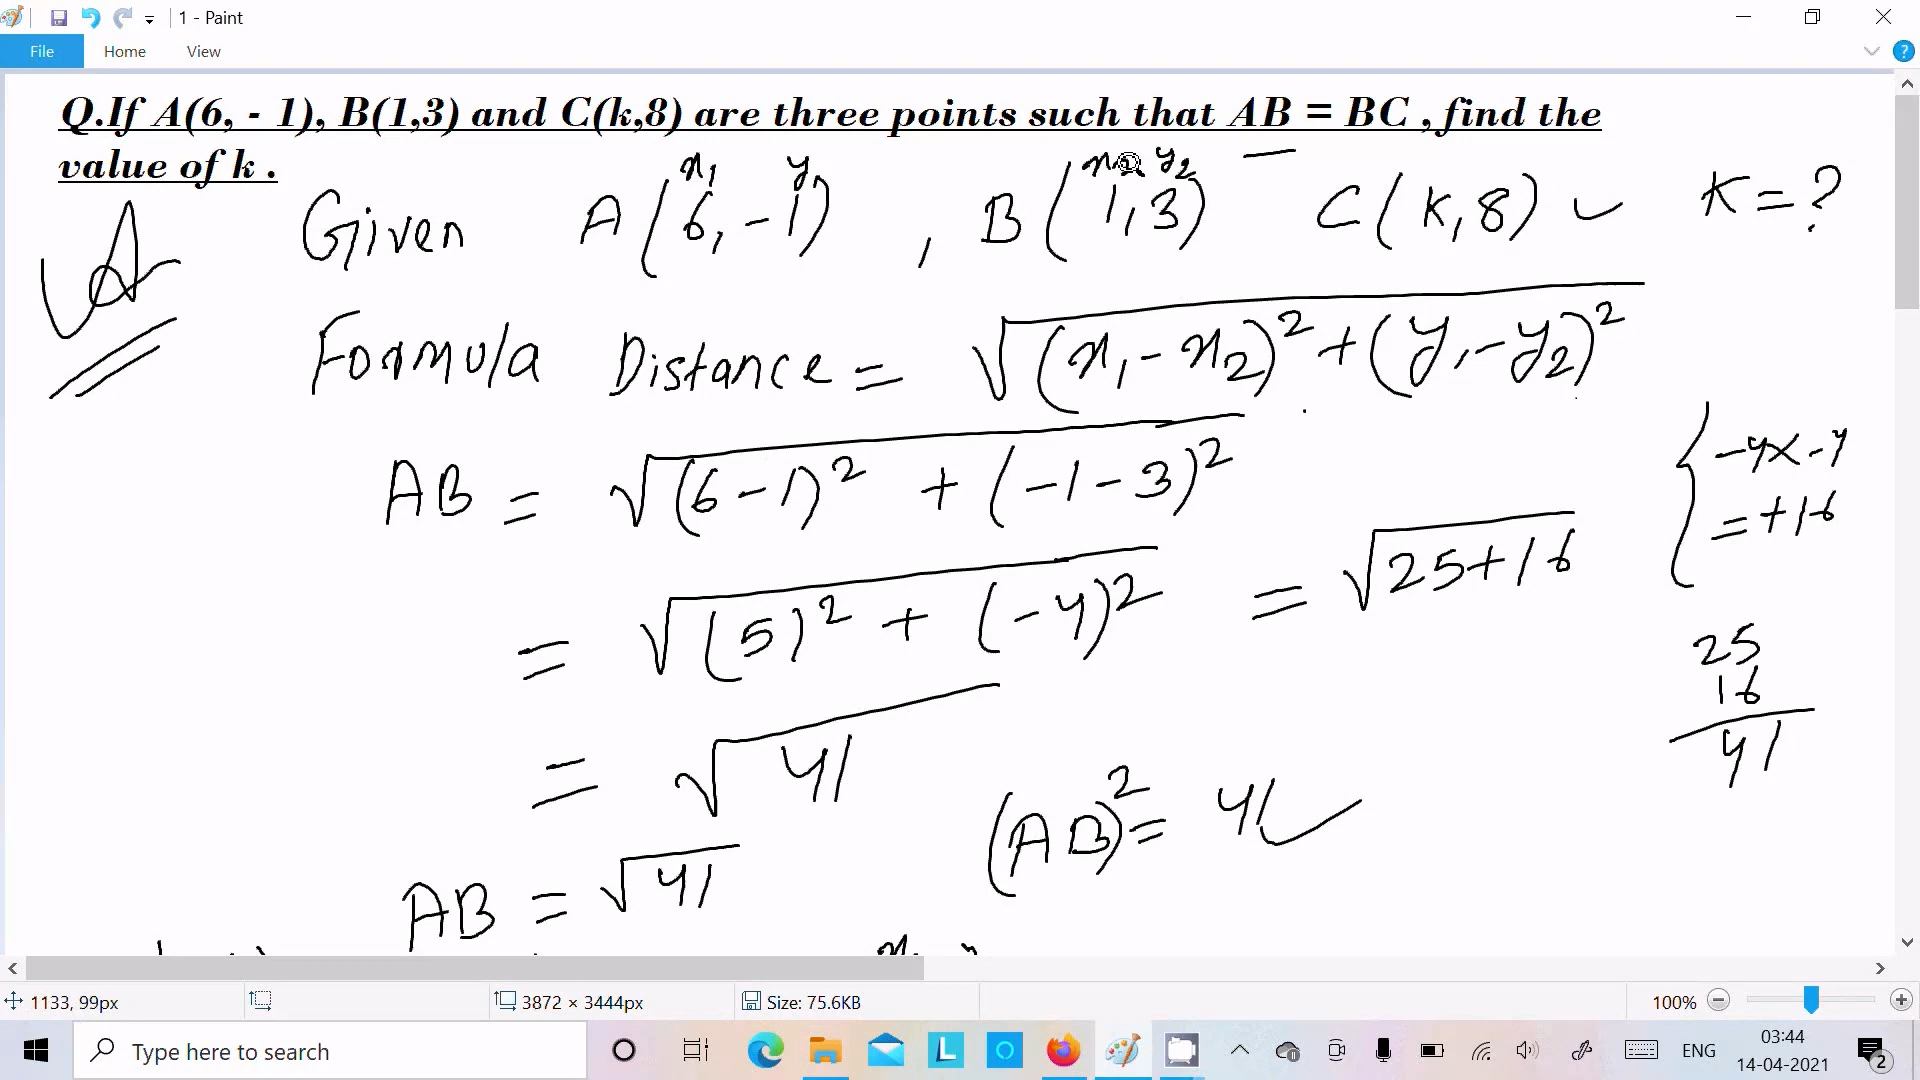 1 - Paint
File Home View
Q.If A(6, - 1), B(1,3) and C(k,8) are three points such that AB = BC , find the
value of k .
x₁ y₁ x₂ y₂
Given A(6, -1) , B(1,3) C(K,8) K = ?
Formula Distance = √(x₁ - x₂)² + (y₁ - y₂)²
AB = √(6 - 1)² + (-1 - 3)²
-4x-4
= +16
= √(5)² + (-4)² = √25+16
25
16
41
= √41
(AB)² = 41
AB = √41
1133, 99px 3872 × 3444px Size: 75.6KB 100%
Type here to search
ENG 03:44
14-04-2021
2